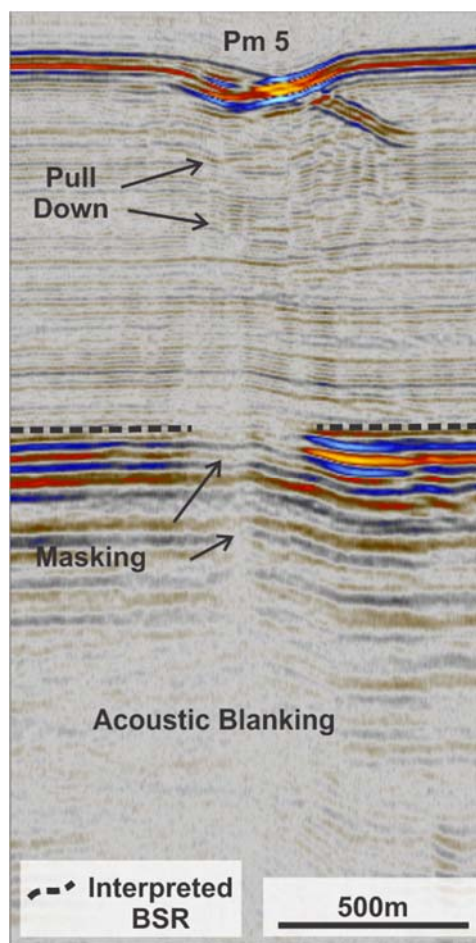 Pm 5
Pull
Down
Masking
Acoustic Blanking
Interpreted
BSR
500m